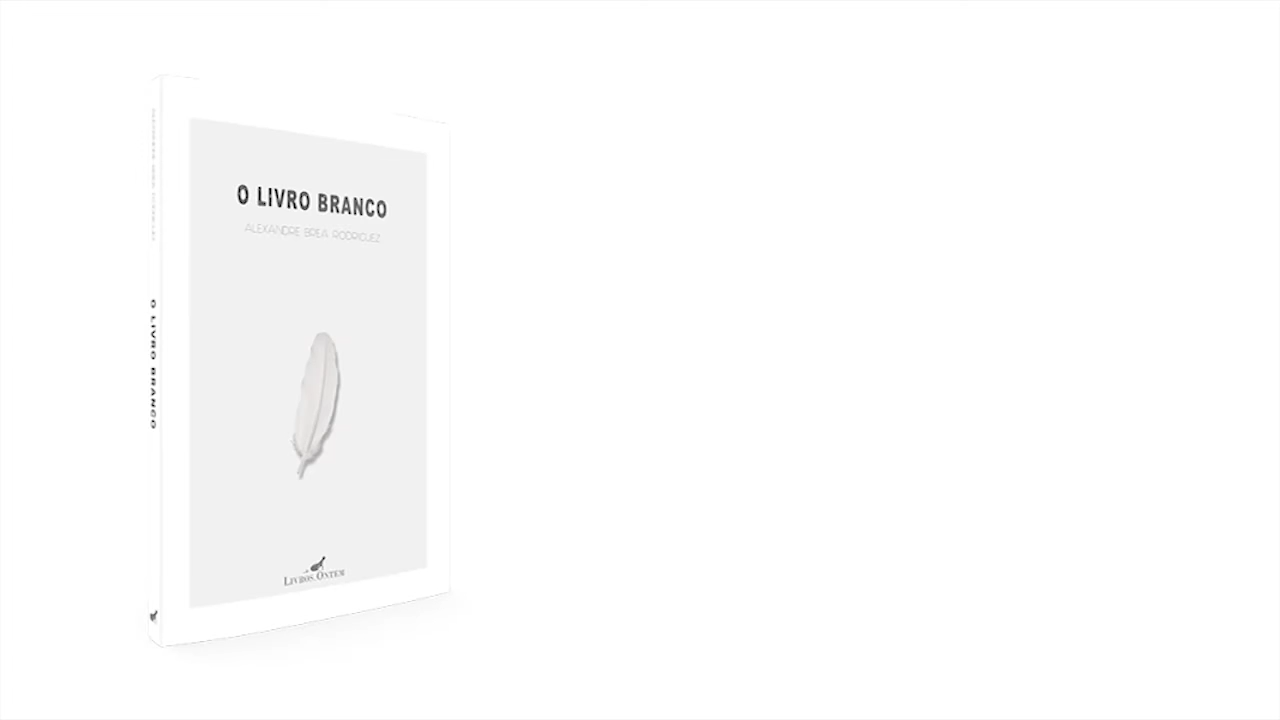 O LIVRO BRANCO
ALEXANDRE BREA RODRIGUEZ
LIVROS ONTEM
O LIVRO BRANCO